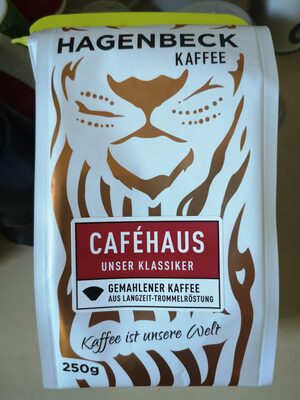 HAGENBECK
KAFFEE
CAFÉHAUS
UNSER KLASSIKER
GEMAHLENER KAFFEE
AUS LANGZEIT-TROMMELRÖSTUNG
Kaffee ist unsere Welt
250g